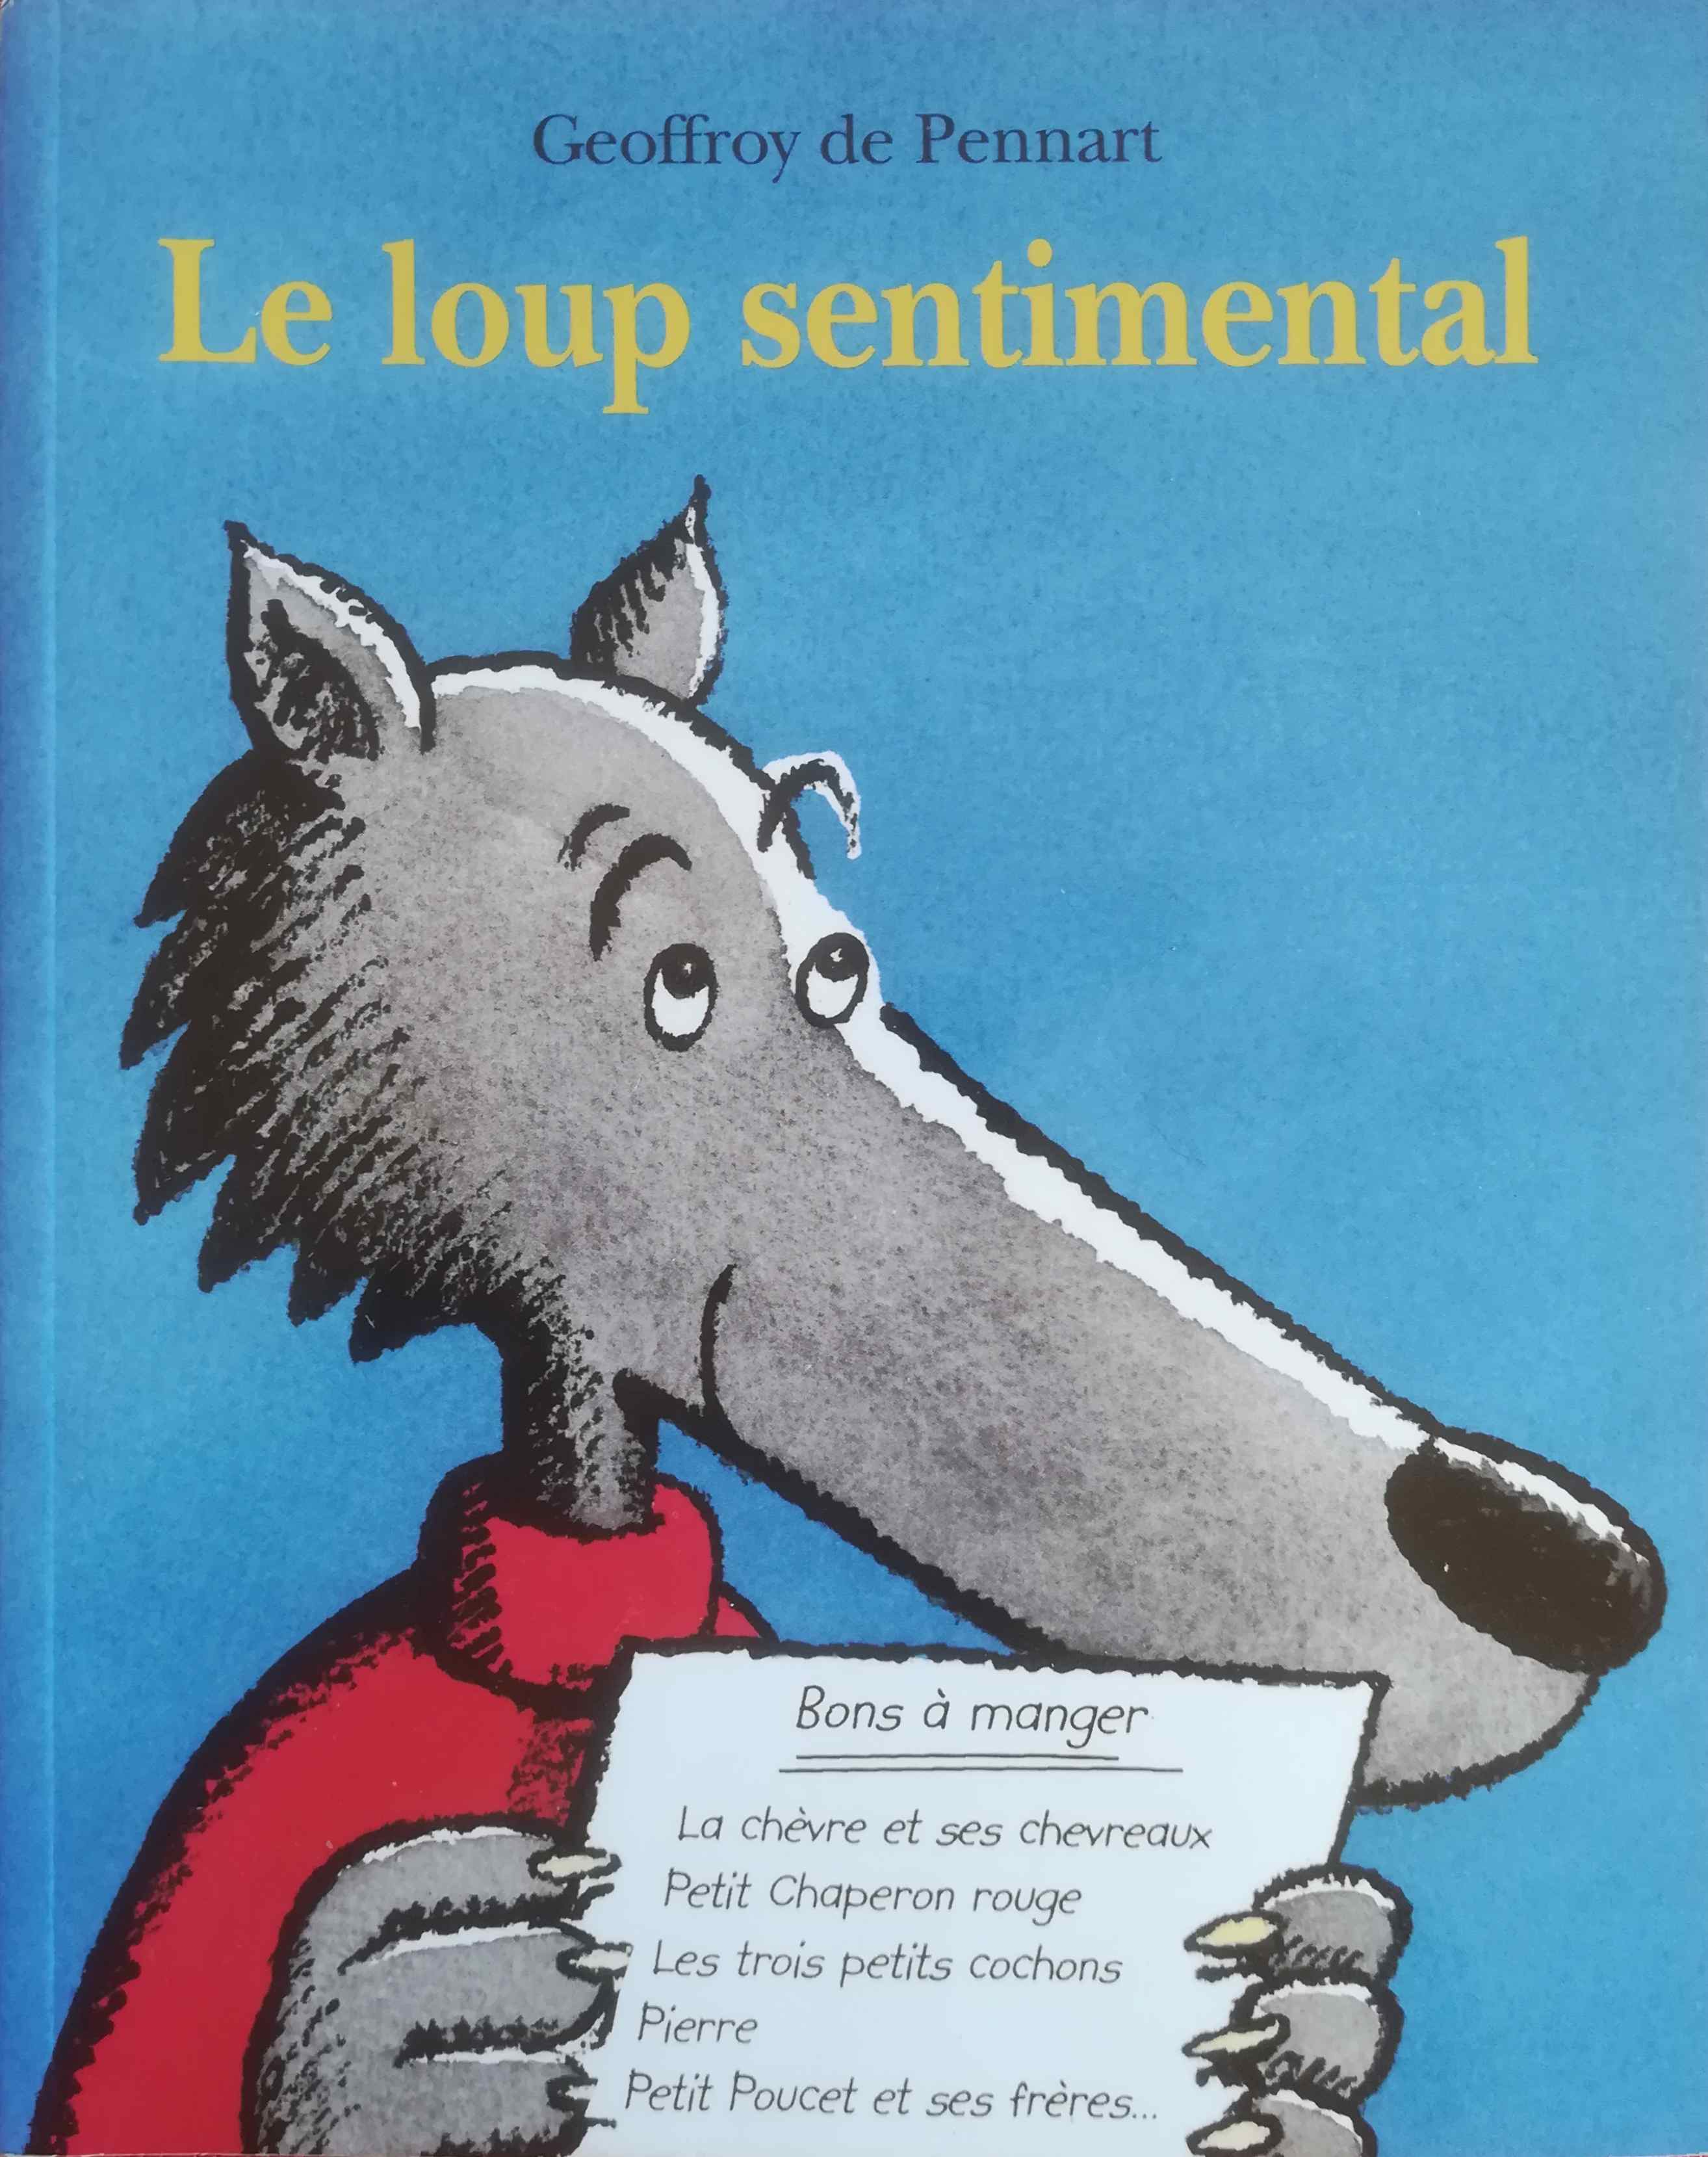 Geoffroy de Pennart
Le loup sentimental
Bons à manger
La chèvre et ses chevreaux
Petit Chaperon rouge
Les trois petits cochons
Pierre
Petit Poucet et ses frères...